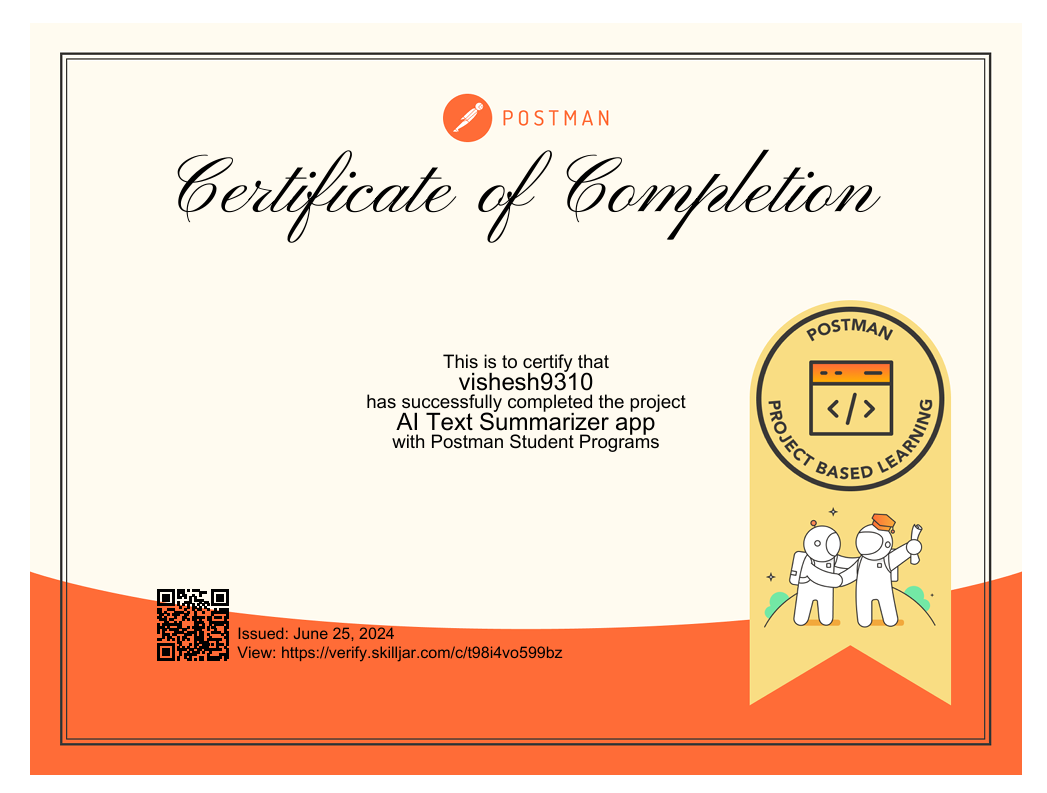 POSTMAN
Certificate of Completion
This is to certify that
vishesh9310
has successfully completed the project
AI Text Summarizer app
with Postman Student Programs
POSTMAN
</>
PROJECT BASED LEARNING
Issued: June 25, 2024
View: https://verify.skilljar.com/c/t98i4vo599bz